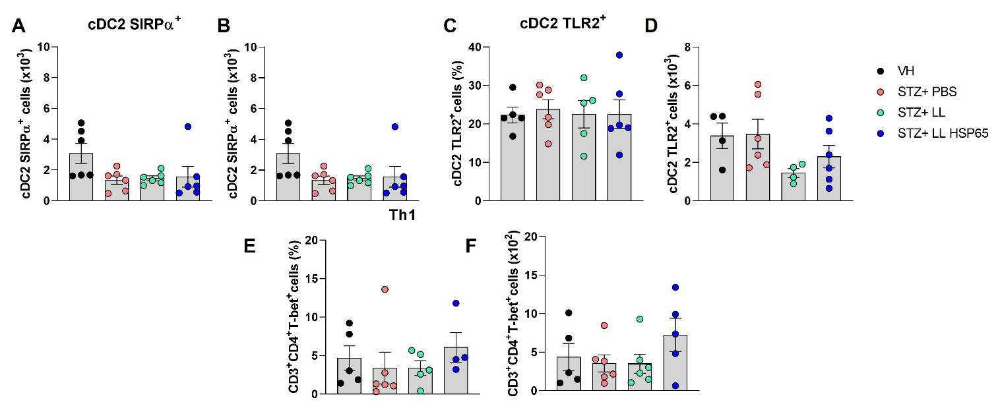 A
cDC2 SIRPα+
B
C
cDC2 TLR2+
D
cDC2 SIRPα+ cells (x10³)
10
8
6
4
2
0
cDC2 SIRPα+ cells (x10³)
10
8
6
4
2
0
cDC2 TLR2+cells (%)
40
30
20
10
0
cDC2 TLR2+cells (x10³)
8
6
4
2
0
VH
STZ+ PBS
STZ+ LL
STZ+ LL HSP65
Th1
E
CD3+CD4+T-bet+cells (%)
20
15
10
5
0
F
CD3+CD4+T-bet+cells (x10²)
20
15
10
5
0